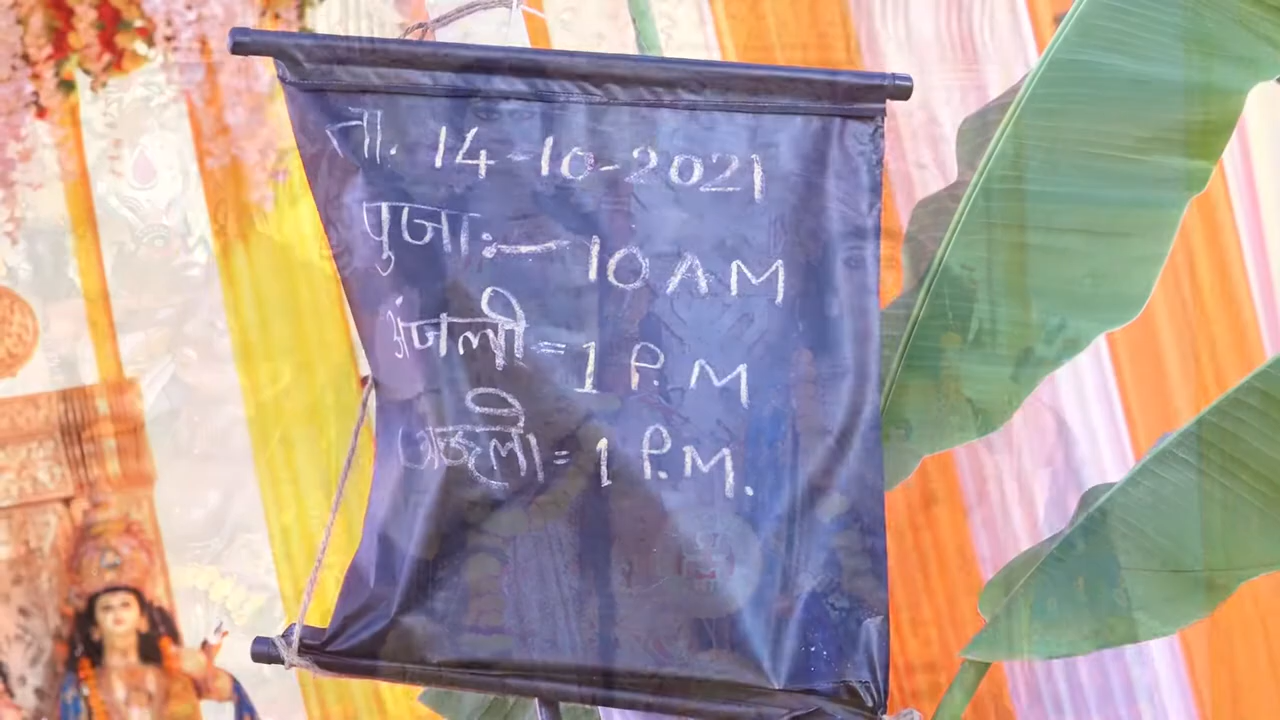 ता. 14-10-2021
पुजा:— 10 AM
अंजली = 1 P.M
= 1 P.M.